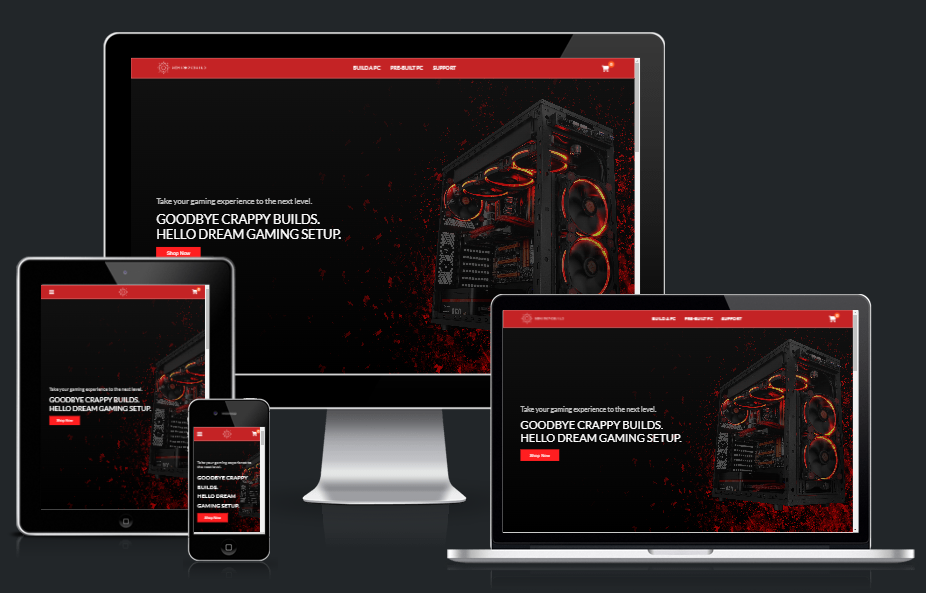 BUILD A PC PRE-BUILT PC SUPPORT
Take your gaming experience to the next level.
GOODBYE CRAPPY BUILDS.
HELLO DREAM GAMING SETUP.
Shop Now
Take your gaming experience to the next level.
GOODBYE CRAPPY BUILDS.
HELLO DREAM GAMING SETUP.
Shop Now
Take your gaming experience to
the next level.
GOODBYE CRAPPY
BUILDS.
HELLO DREAM
GAMING SETUP.
Shop Now
BUILD A PC PRE-BUILT PC SUPPORT
Take your gaming experience to the next level.
GOODBYE CRAPPY BUILDS.
HELLO DREAM GAMING SETUP.
Shop Now